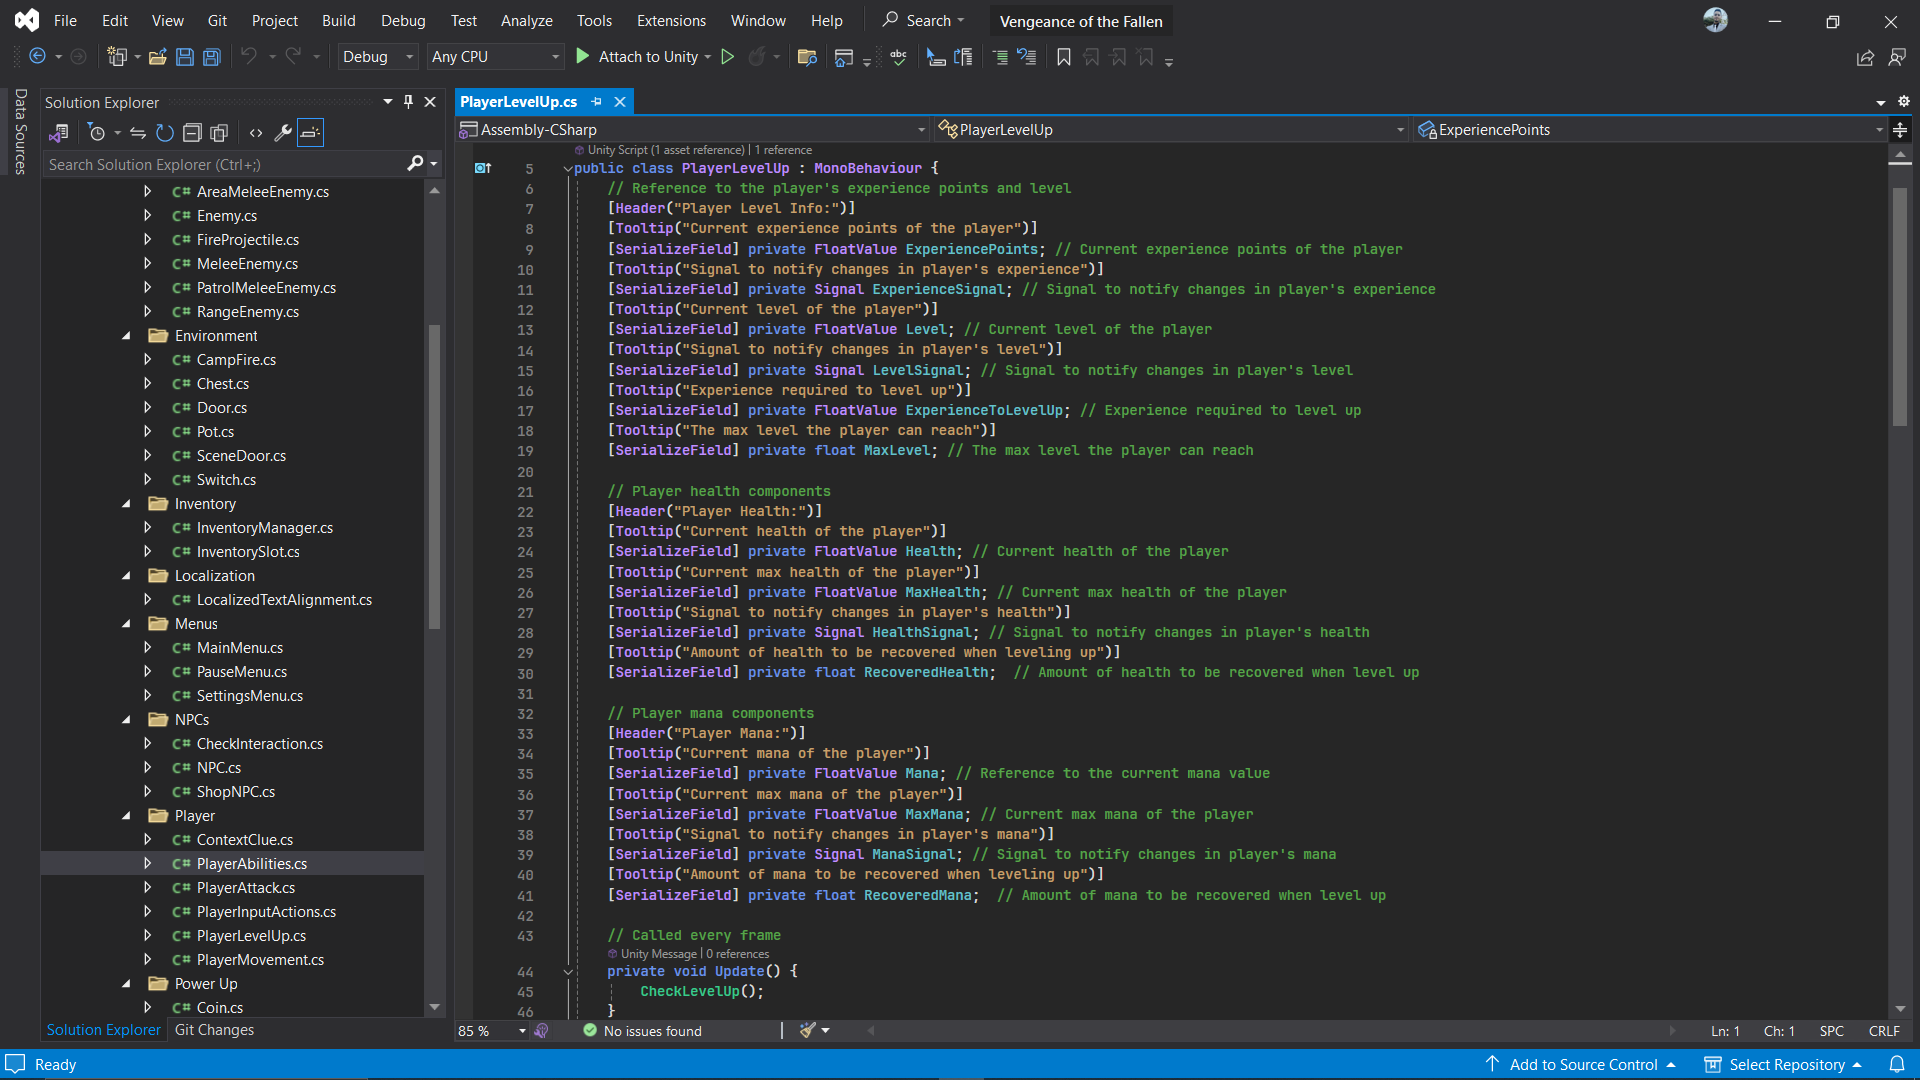 File Edit View Git Project Build Debug Test Analyze Tools Extensions Window Help Search Vengeance of the Fallen
Debug Any CPU Attach to Unity
Data Sources
Solution Explorer
Search Solution Explorer (Ctrl+;)
C# AreaMeleeEnemy.cs
C# Enemy.cs
C# FireProjectile.cs
C# MeleeEnemy.cs
C# PatrolMeleeEnemy.cs
C# RangeEnemy.cs
Environment
C# CampFire.cs
C# Chest.cs
C# Door.cs
C# Pot.cs
C# SceneDoor.cs
C# Switch.cs
Inventory
C# InventoryManager.cs
C# InventorySlot.cs
Localization
C# LocalizedTextAlignment.cs
Menus
C# MainMenu.cs
C# PauseMenu.cs
C# SettingsMenu.cs
NPCs
C# CheckInteraction.cs
C# NPC.cs
C# ShopNPC.cs
Player
C# ContextClue.cs
C# PlayerAbilities.cs
C# PlayerAttack.cs
C# PlayerInputActions.cs
C# PlayerLevelUp.cs
C# PlayerMovement.cs
Power Up
C# Coin.cs
Solution Explorer Git Changes
PlayerLevelUp.cs
Assembly-CSharp PlayerLevelUp ExperiencePoints
Unity Script (1 asset reference) | 1 reference
5 public class PlayerLevelUp : MonoBehaviour {
6 // Reference to the player's experience points and level
7 [Header("Player Level Info:")]
8 [Tooltip("Current experience points of the player")]
9 [SerializeField] private FloatValue ExperiencePoints; // Current experience points of the player
10 [Tooltip("Signal to notify changes in player's experience")]
11 [SerializeField] private Signal ExperienceSignal; // Signal to notify changes in player's experience
12 [Tooltip("Current level of the player")]
13 [SerializeField] private FloatValue Level; // Current level of the player
14 [Tooltip("Signal to notify changes in player's level")]
15 [SerializeField] private Signal LevelSignal; // Signal to notify changes in player's level
16 [Tooltip("Experience required to level up")]
17 [SerializeField] private FloatValue ExperienceToLevelUp; // Experience required to level up
18 [Tooltip("The max level the player can reach")]
19 [SerializeField] private float MaxLevel; // The max level the player can reach
20
21 // Player health components
22 [Header("Player Health:")]
23 [Tooltip("Current health of the player")]
24 [SerializeField] private FloatValue Health; // Current health of the player
25 [Tooltip("Current max health of the player")]
26 [SerializeField] private FloatValue MaxHealth; // Current max health of the player
27 [Tooltip("Signal to notify changes in player's health")]
28 [SerializeField] private Signal HealthSignal; // Signal to notify changes in player's health
29 [Tooltip("Amount of health to be recovered when leveling up")]
30 [SerializeField] private float RecoveredHealth; // Amount of health to be recovered when level up
31
32 // Player mana components
33 [Header("Player Mana:")]
34 [Tooltip("Current mana of the player")]
35 [SerializeField] private FloatValue Mana; // Reference to the current mana value
36 [Tooltip("Current max mana of the player")]
37 [SerializeField] private FloatValue MaxMana; // Current max mana of the player
38 [Tooltip("Signal to notify changes in player's mana")]
39 [SerializeField] private Signal ManaSignal; // Signal to notify changes in player's mana
40 [Tooltip("Amount of mana to be recovered when leveling up")]
41 [SerializeField] private float RecoveredMana; // Amount of mana to be recovered when level up
42
43 // Called every frame
Unity Message | 0 references
44 private void Update() {
45 CheckLevelUp();
46 }
85 % No issues found Ln: 1 Ch: 1 SPC CRLF
Ready Add to Source Control Select Repository